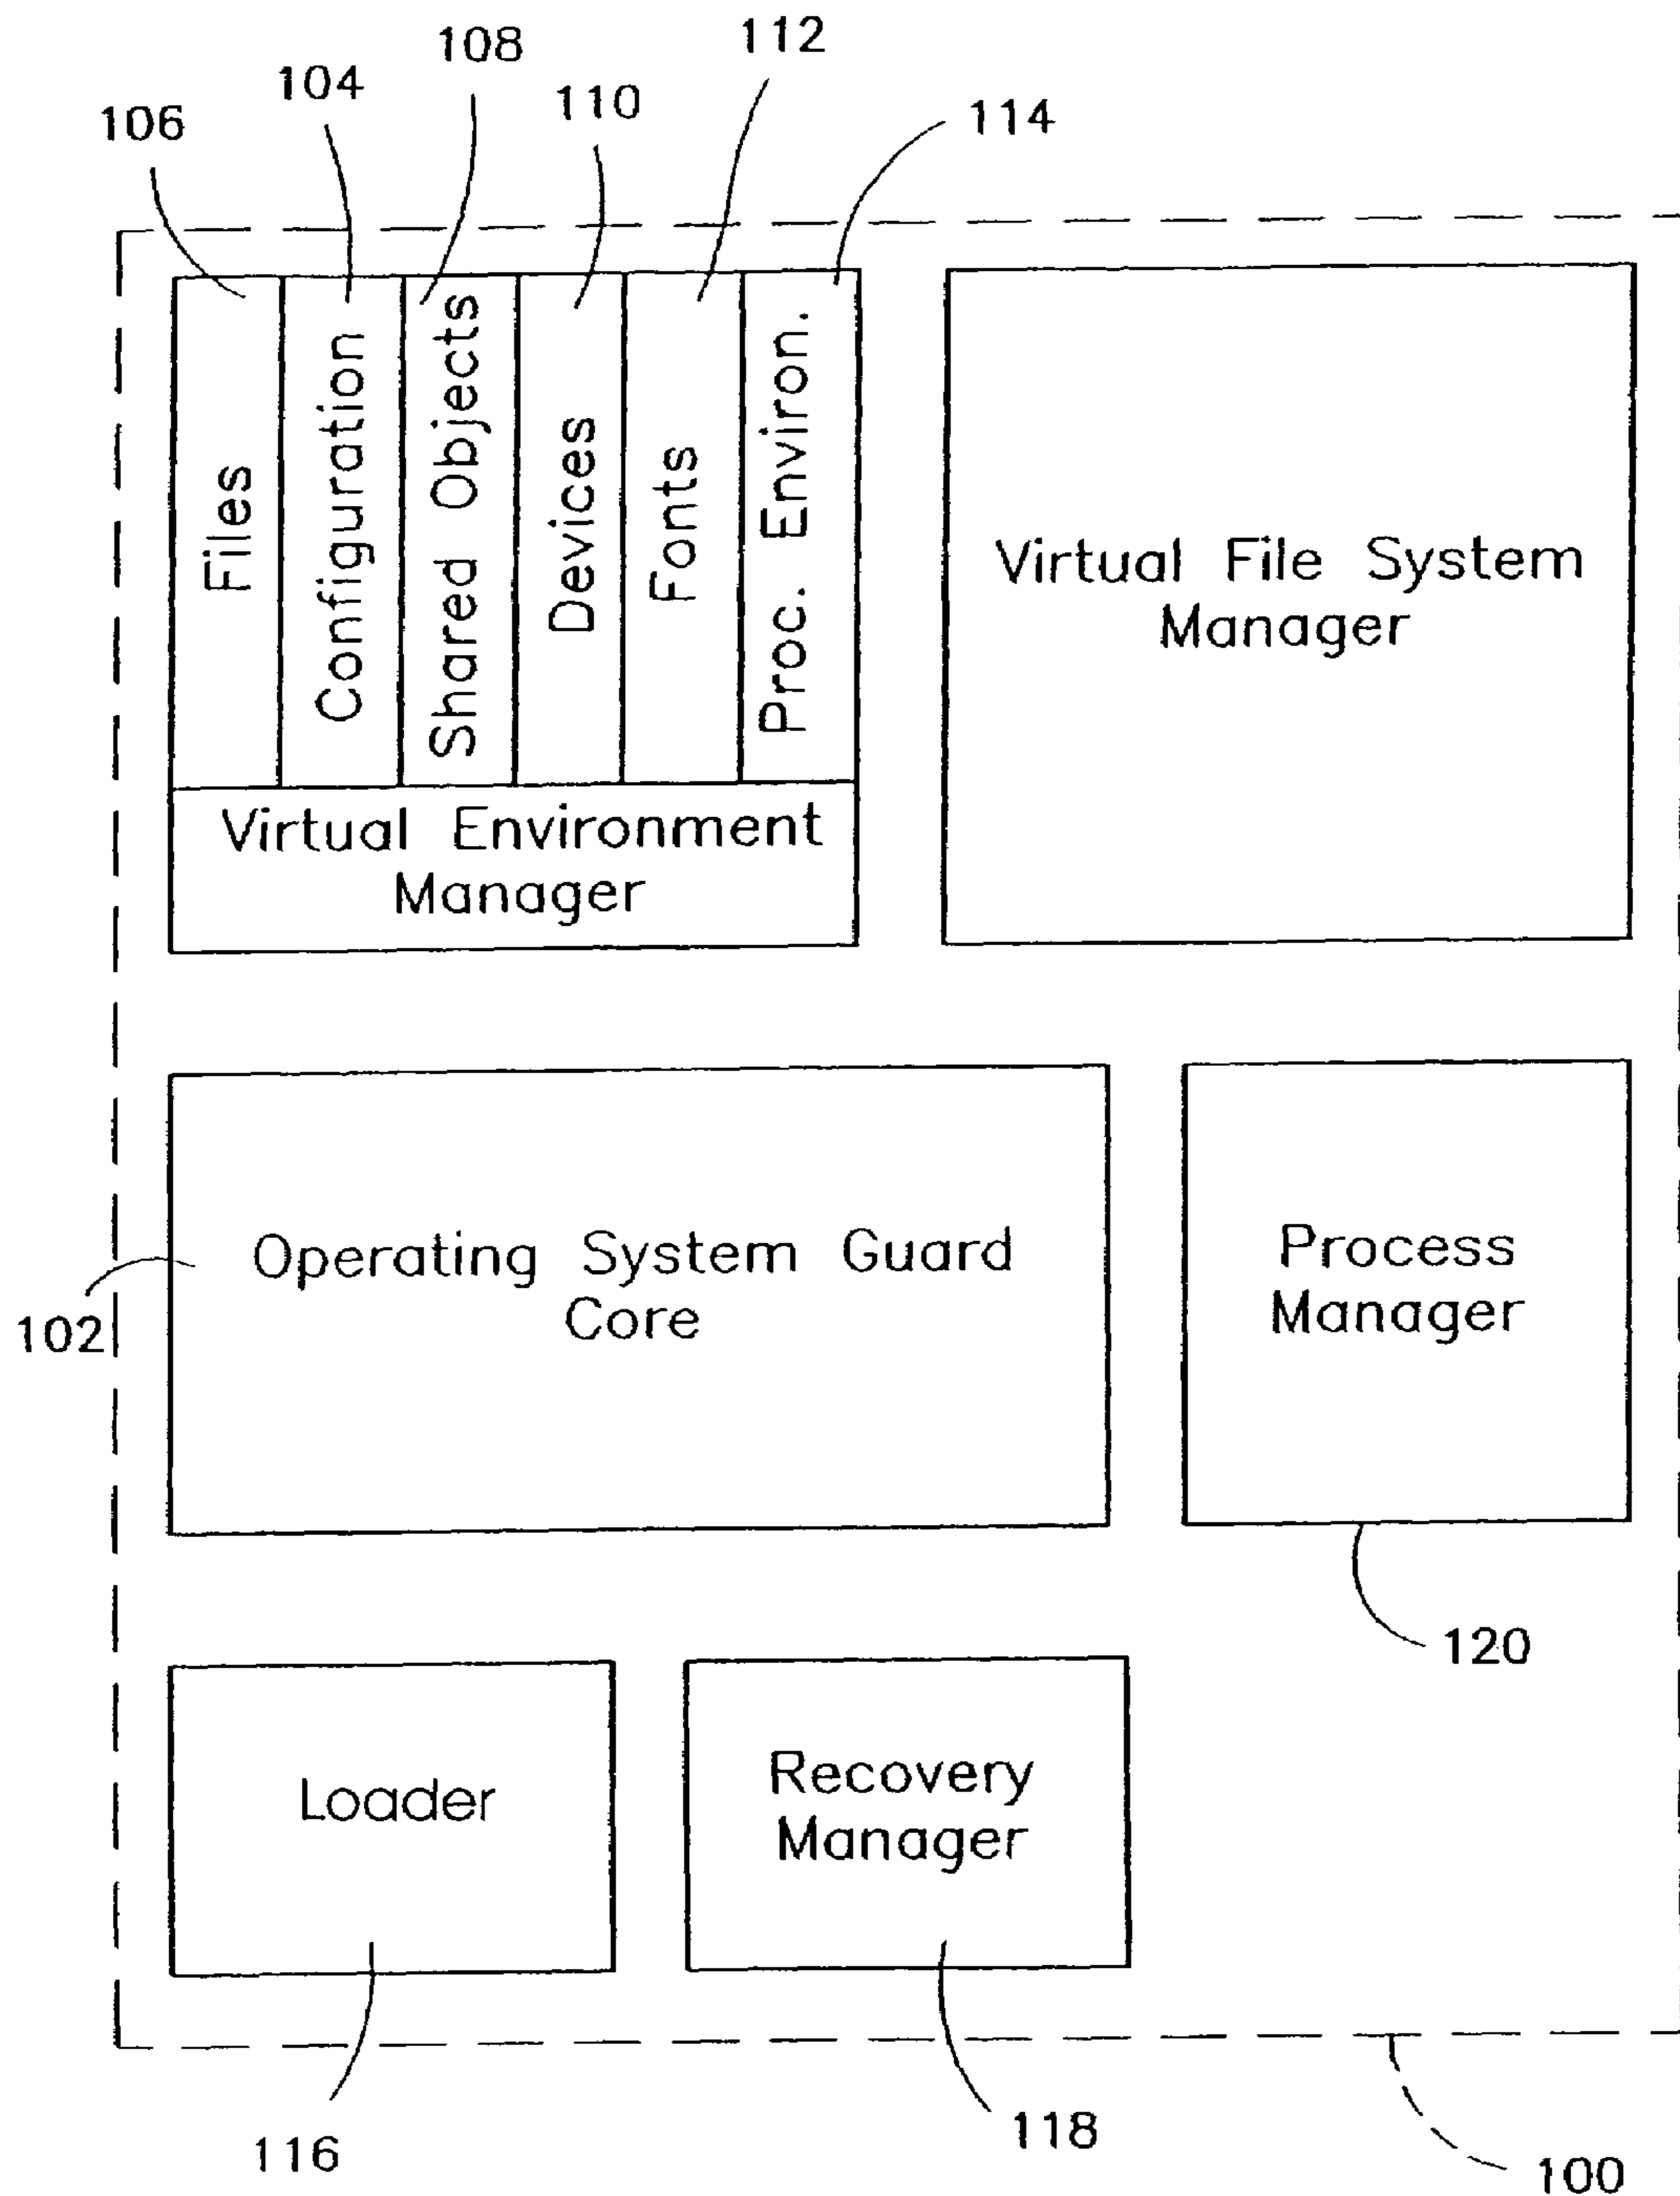 108
112
104
110
106
114
Files
Configuration
Shared Objects
Devices
Fonts
Proc. Environ.
Virtual Environment
Manager
Virtual File System
Manager
Operating System Guard
Core
102
Process
Manager
120
Loader
Recovery
Manager
116
118
100